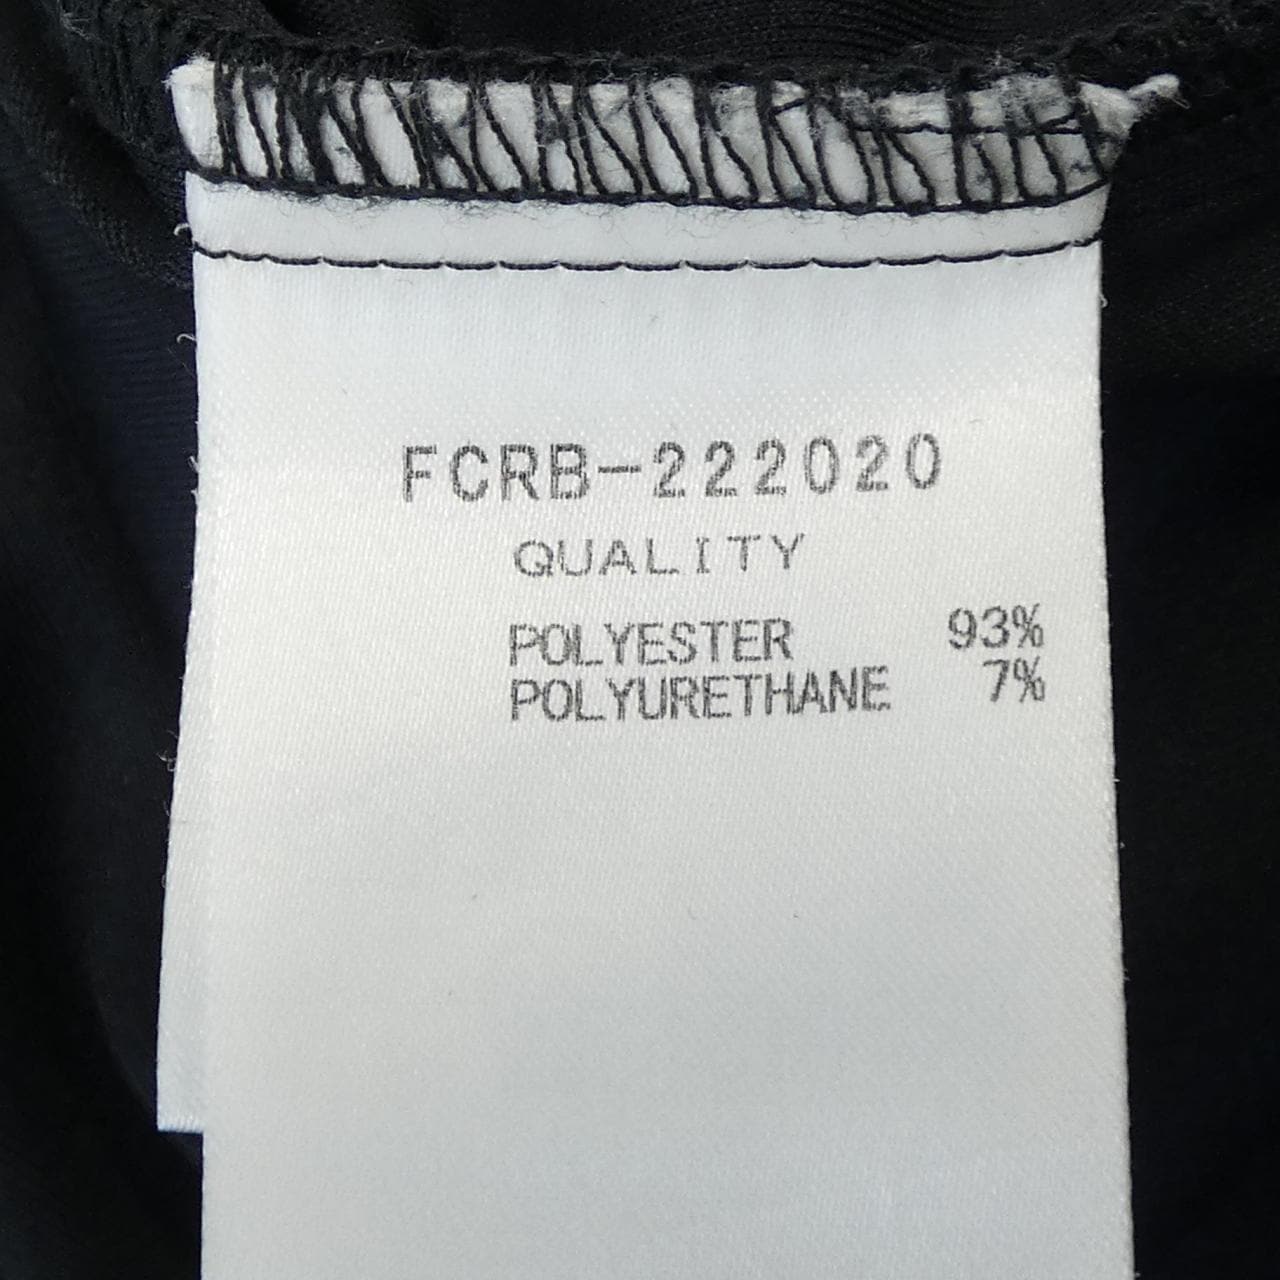 FCRB-222020
QUALITY
POLYESTER 93%
POLYURETHANE 7%